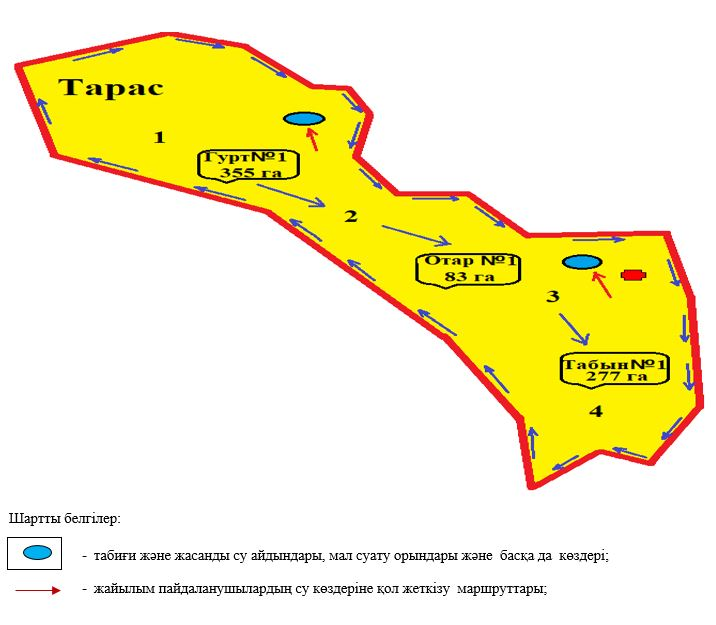 Тарас
1
Гурт№1
355 га
2
Отар №1
83 га
3
Табын№1
277 га
4
Шартты белгілер:
- табиғи және жасанды су айдындары, мал суату орындары және басқа да көздері;
- жайылым пайдаланушылардың су көздеріне қол жеткізу маршруттары;